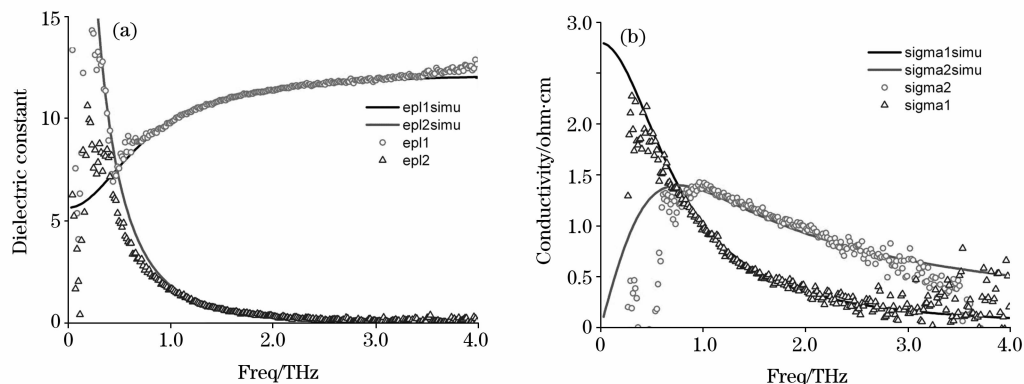 (a)
Dielectric constant
15
10
5
0
epl1simu
epl2simu
epl1
epl2
0 1.0 2.0 3.0 4.0
Freq/THz
(b)
Conductivity/ohm·cm
3.0
2.5
2.0
1.5
1.0
0.5
0
sigma1simu
sigma2simu
sigma2
sigma1
0 1.0 2.0 3.0 4.0
Freq/THz